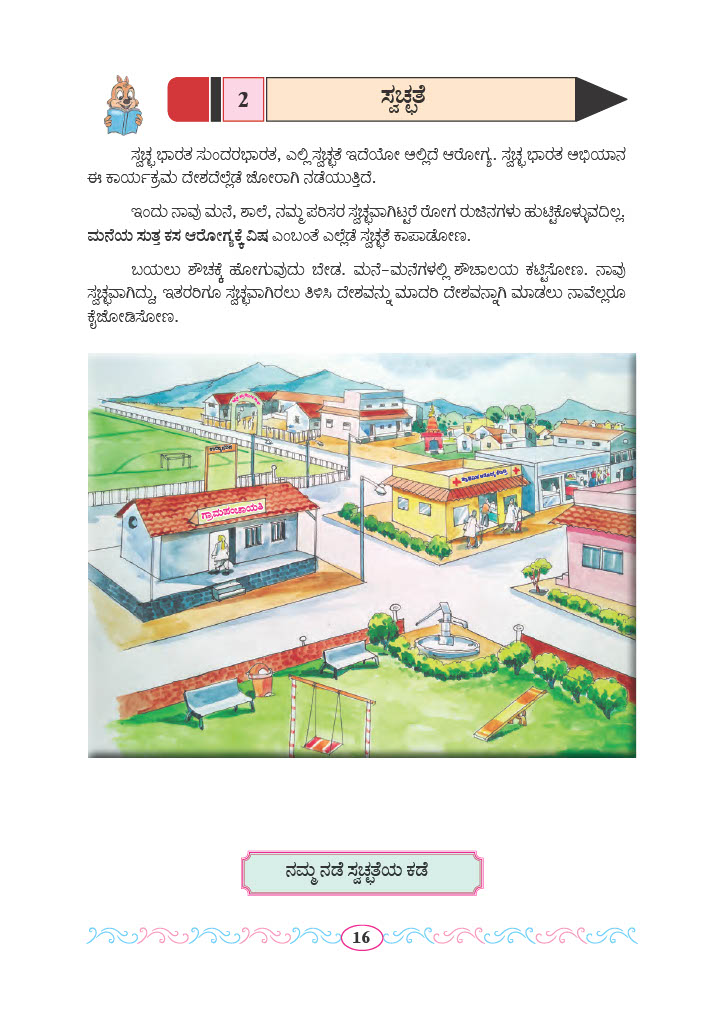 2
ಸ್ವಚ್ಛತೆ
ಸ್ವಚ್ಛ ಭಾರತ ಸುಂದರಭಾರತ, ಎಲ್ಲಿ ಸ್ವಚ್ಛತೆ ಇದೆಯೋ ಅಲ್ಲಿದೆ ಆರೋಗ್ಯ. ಸ್ವಚ್ಛ ಭಾರತ ಅಭಿಯಾನ
ಈ ಕಾರ್ಯಕ್ರಮ ದೇಶದೆಲ್ಲೆಡೆ ಜೋರಾಗಿ ನಡೆಯುತ್ತಿದೆ.
ಇಂದು ನಾವು ಮನೆ, ಶಾಲೆ, ನಮ್ಮ ಪರಿಸರ ಸ್ವಚ್ಛವಾಗಿಟ್ಟರೆ ರೋಗ ರುಜಿನಗಳು ಹುಟ್ಟಿಕೊಳ್ಳುವದಿಲ್ಲ.
ಮನೆಯ ಸುತ್ತ ಕಸ ಆರೋಗ್ಯಕ್ಕೆ ವಿಷ ಎಂಬಂತೆ ಎಲ್ಲೆಡೆ ಸ್ವಚ್ಛತೆ ಕಾಪಾಡೋಣ.
ಬಯಲು ಶೌಚಕ್ಕೆ ಹೋಗುವುದು ಬೇಡ. ಮನೆ–ಮನೆಗಳಲ್ಲಿ ಶೌಚಾಲಯ ಕಟ್ಟಿಸೋಣ. ನಾವು
ಸ್ವಚ್ಛವಾಗಿದ್ದು, ಇತರರಿಗೂ ಸ್ವಚ್ಛವಾಗಿರಲು ತಿಳಿಸಿ ದೇಶವನ್ನು ಮಾದರಿ ದೇಶವನ್ನಾಗಿ ಮಾಡಲು ನಾವೆಲ್ಲರೂ
ಕೈಜೋಡಿಸೋಣ.
ಗ್ರಾಮಪಂಚಾಯತಿ
ನಮ್ಮ ನಡೆ ಸ್ವಚ್ಛತೆಯ ಕಡೆ
16